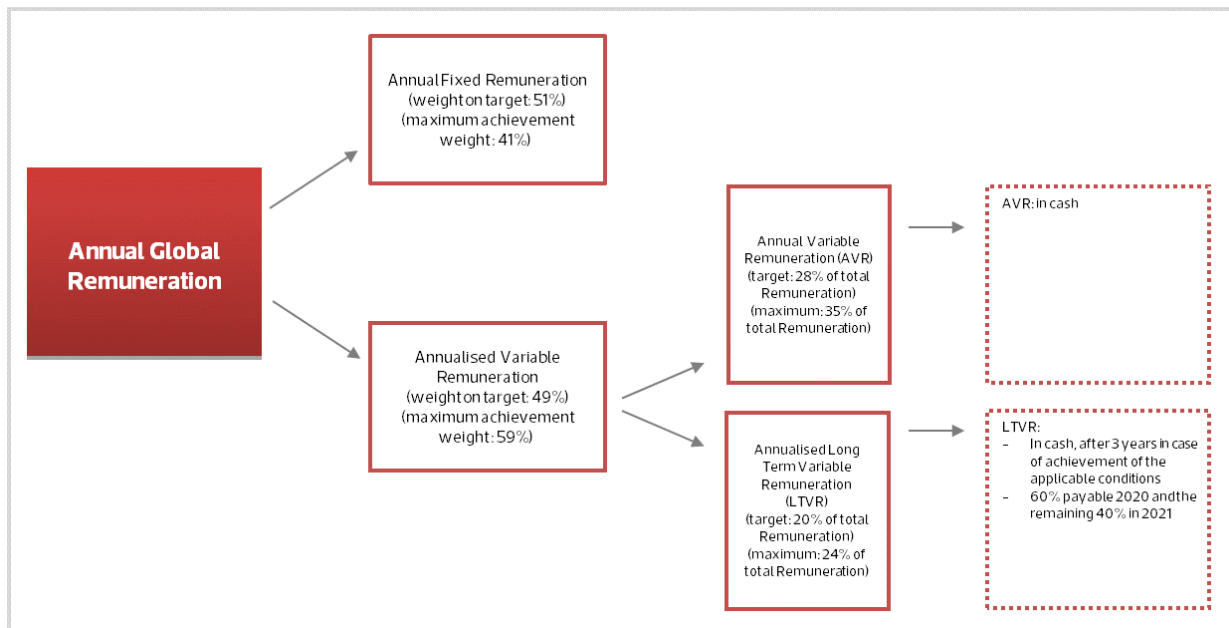 Annual Fixed Remuneration
(weight on target: 51%)
(maximum achievement
weight: 41%)
Annual Global
Remuneration
Annualised Variable
Remuneration
(weight on target: 49%)
(maximum achievement
weight: 59%)
Annual Variable
Remuneration (AVR)
(target: 28% of total
Remuneration)
(maximum: 35% of
total Remuneration)
AVR: in cash
Annualised Long
Term Variable
Remuneration
(LTVR)
(target: 20% of total
Remuneration)
(maximum: 24% of
total Remuneration)
LTVR:
- In cash, after 3 years in case
of achievement of the
applicable conditions
- 60% payable 2020 and the
remaining 40% in 2021